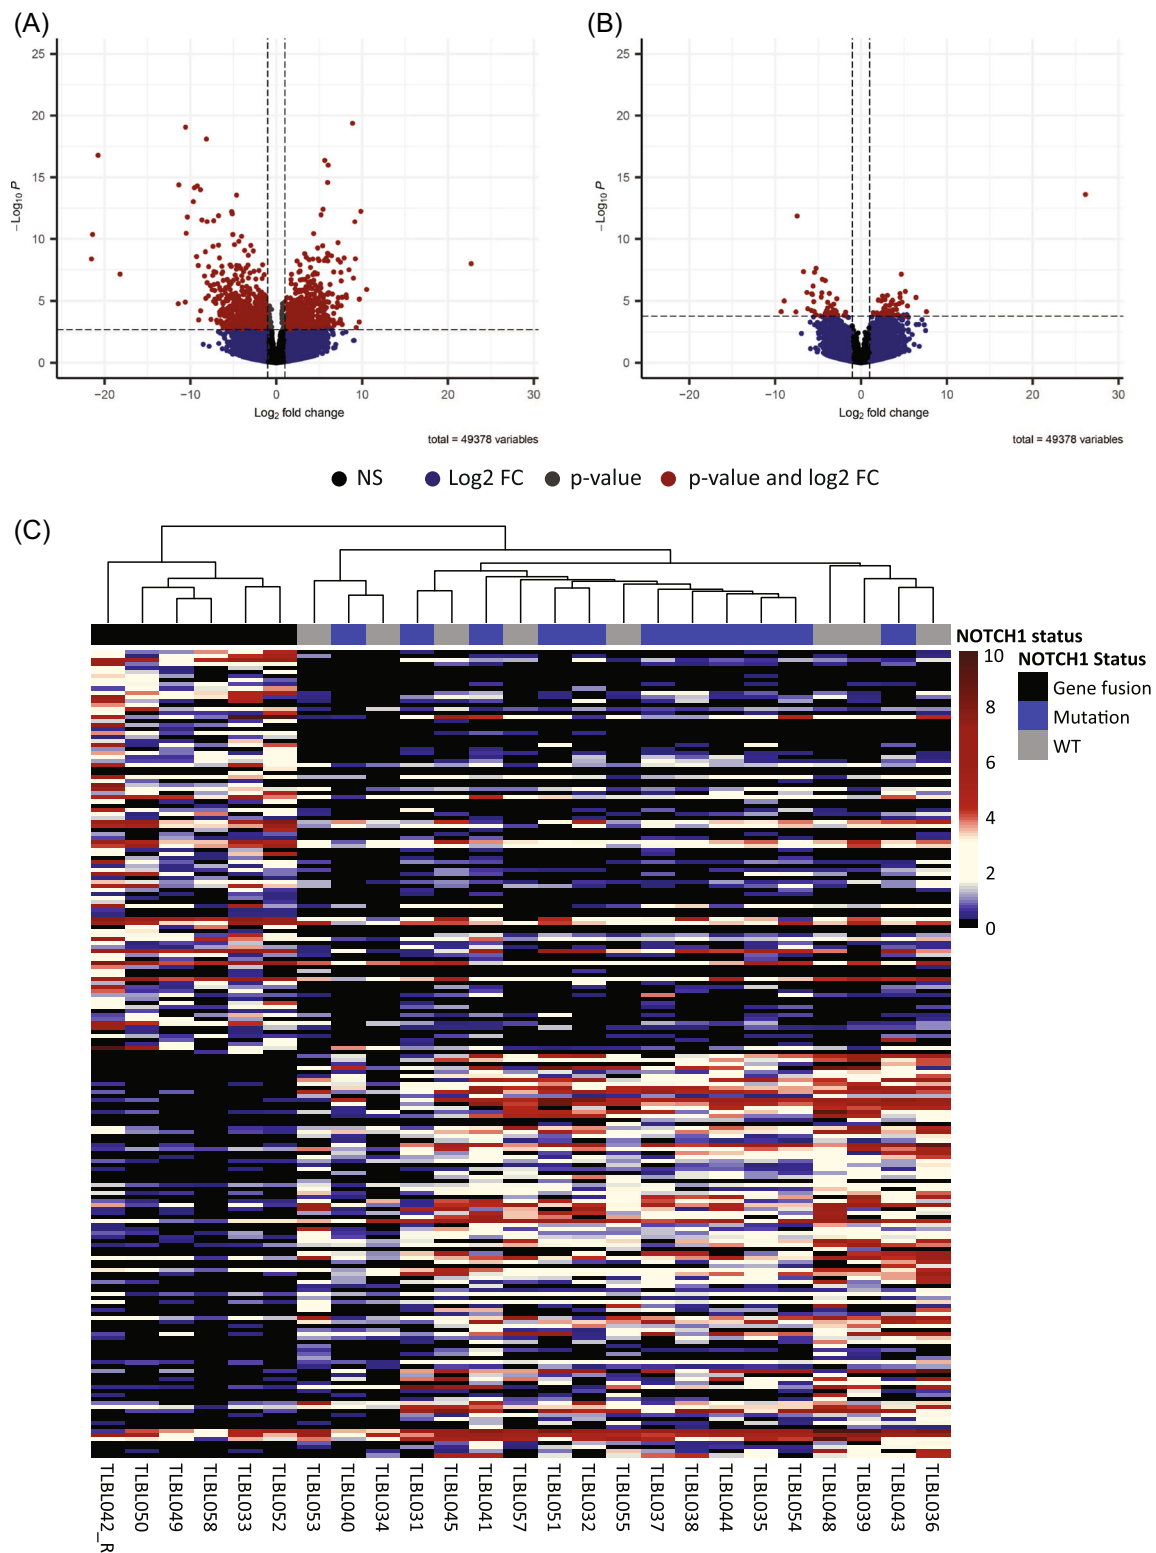 (A)
(B)
25
20
15
10
5
0
−Log10 P
−20
−10
0
10
20
30
Log2 fold change
total = 49378 variables
25
20
15
10
5
0
−Log10 P
−20
−10
0
10
20
30
Log2 fold change
total = 49378 variables
NS
Log2 FC
p-value
p-value and log2 FC
(C)
NOTCH1 status
10
8
6
4
2
0
NOTCH1 Status
Gene fusion
Mutation
WT
TLBL042_R
TLBL050
TLBL049
TLBL058
TLBL033
TLBL052
TLBL053
TLBL040
TLBL034
TLBL031
TLBL045
TLBL041
TLBL057
TLBL051
TLBL032
TLBL055
TLBL037
TLBL038
TLBL044
TLBL035
TLBL054
TLBL048
TLBL039
TLBL043
TLBL036